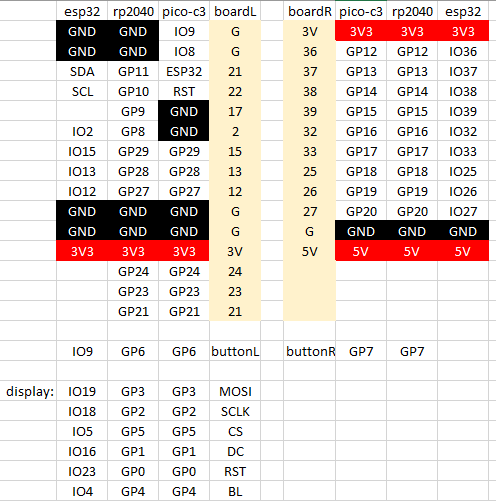 esp32 rp2040 pico-c3 boardL boardR pico-c3 rp2040 esp32
GND GND IO9 G 3V 3V3 3V3 3V3
GND GND IO8 G 36 GP12 GP12 IO36
SDA GP11 ESP32 21 37 GP13 GP13 IO37
SCL GP10 RST 22 38 GP14 GP14 IO38
GP9 GND 17 39 GP15 GP15 IO39
IO2 GP8 GND 2 32 GP16 GP16 IO32
IO15 GP29 GP29 15 33 GP17 GP17 IO33
IO13 GP28 GP28 13 25 GP18 GP18 IO25
IO12 GP27 GP27 12 26 GP19 GP19 IO26
GND GND GND G 27 GP20 GP20 IO27
GND GND GND G G GND GND GND
3V3 3V3 3V3 3V 5V 5V 5V 5V
GP24 GP24 24
GP23 GP23 23
GP21 GP21 21
IO9 GP6 GP6 buttonL buttonR GP7 GP7
display: IO19 GP3 GP3 MOSI
IO18 GP2 GP2 SCLK
IO5 GP5 GP5 CS
IO16 GP1 GP1 DC
IO23 GP0 GP0 RST
IO4 GP4 GP4 BL